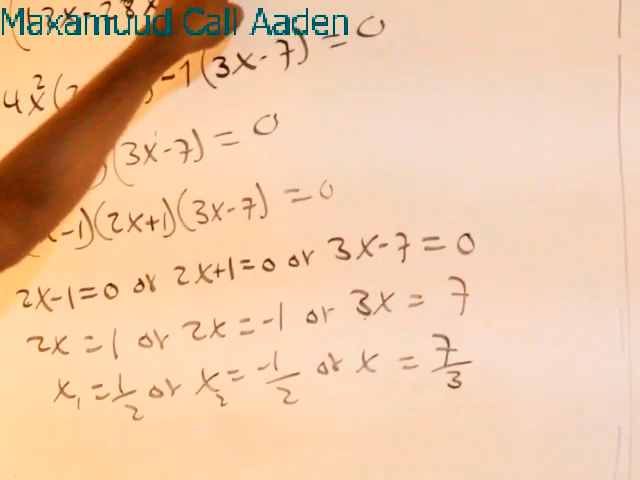 Maxamuud Call Aaden
4x²( -1(3x-7)=0
(3x-7)=0
-1)(2x+1)(3x-7)=0
2x-1=0 or 2x+1=0 or 3x-7=0
2x=1 or 2x=-1 or 3x=7
x₁=1/2 or x₂=-1/2 or x=7/3